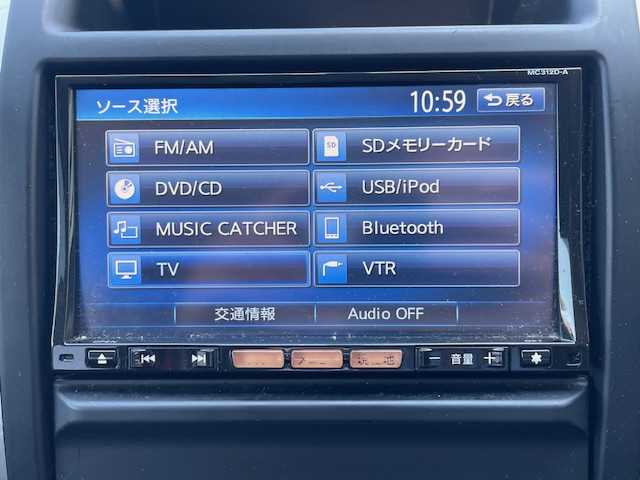 MC312D-A
ソース選択 10:59 戻る
FM/AM SDメモリーカード
SD
DVD/CD USB/iPod
MUSIC CATCHER Bluetooth
TV VTR
交通情報 Audio OFF
− 音量 +